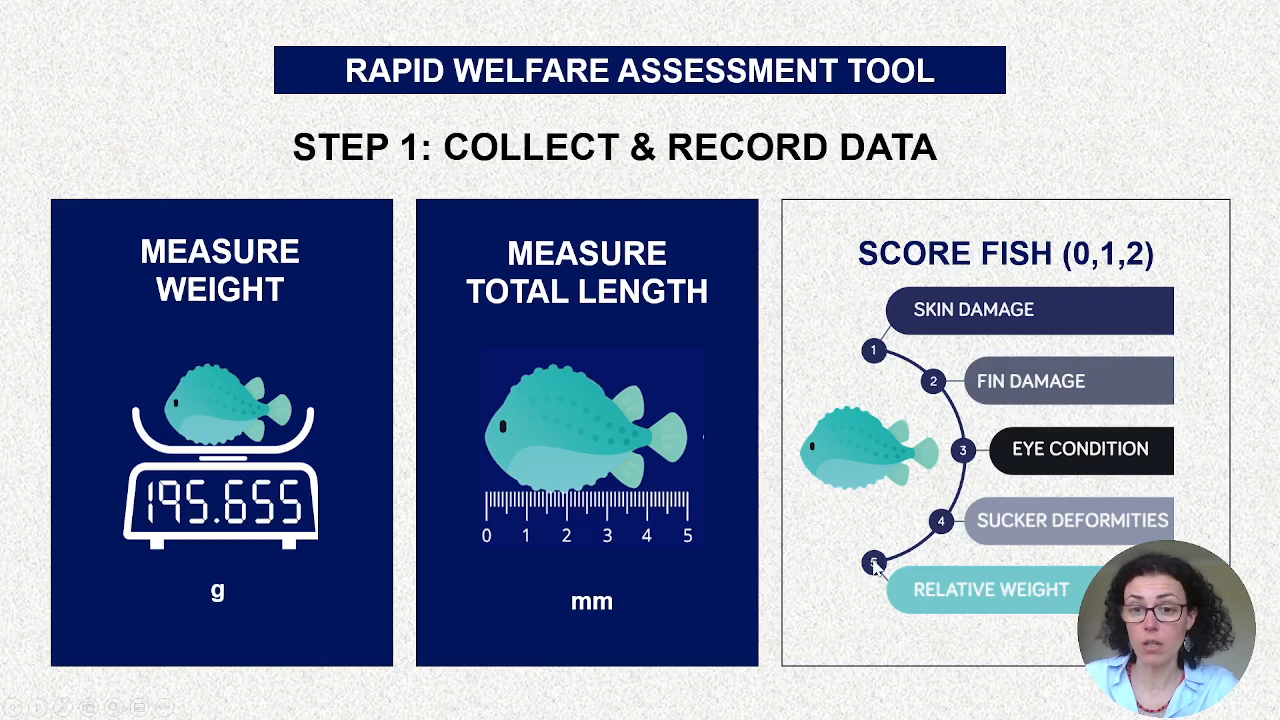 RAPID WELFARE ASSESSMENT TOOL
STEP 1: COLLECT & RECORD DATA
MEASURE
WEIGHT
195.655
g
MEASURE
TOTAL LENGTH
0 1 2 3 4 5
mm
SCORE FISH (0,1,2)
1
SKIN DAMAGE
2
FIN DAMAGE
3
EYE CONDITION
4
SUCKER DEFORMITIES
5
RELATIVE WEIGHT